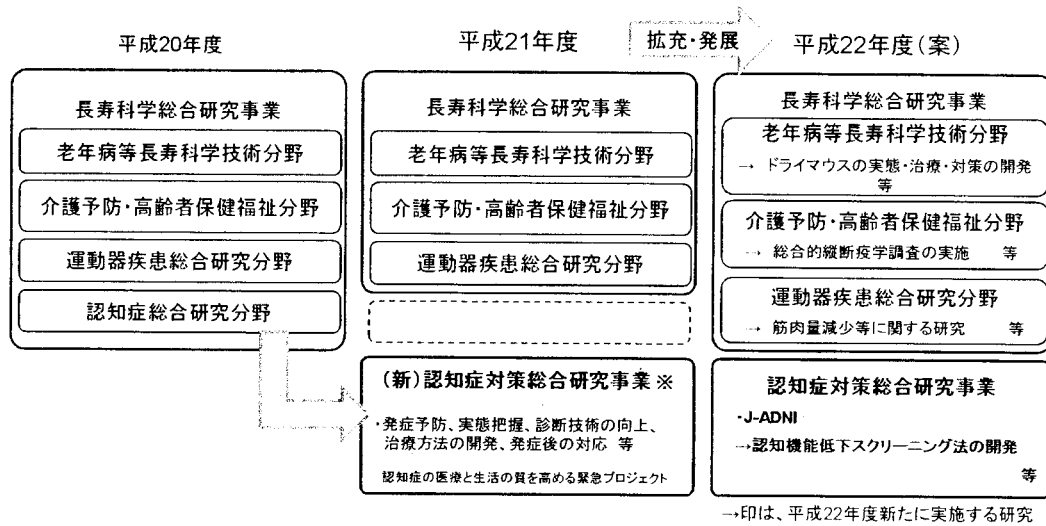 平成20年度
長寿科学総合研究事業
老年病等長寿科学技術分野
介護予防・高齢者保健福祉分野
運動器疾患総合研究分野
認知症総合研究分野
平成21年度
長寿科学総合研究事業
老年病等長寿科学技術分野
介護予防・高齢者保健福祉分野
運動器疾患総合研究分野
(新)認知症対策総合研究事業※
・発症予防、実態把握、診断技術の向上、
治療方法の開発、発症後の対応 等
認知症の医療と生活の質を高める緊急プロジェクト
拡充・発展
平成22年度(案)
長寿科学総合研究事業
老年病等長寿科学技術分野
→ ドライマウスの実態・治療・対策の開発
等
介護予防・高齢者保健福祉分野
→ 総合的縦断疫学調査の実施 等
運動器疾患総合研究分野
→ 筋肉量減少等に関する研究 等
認知症対策総合研究事業
・J-ADNI
→認知機能低下スクリーニング法の開発
等
→印は、平成22年度新たに実施する研究